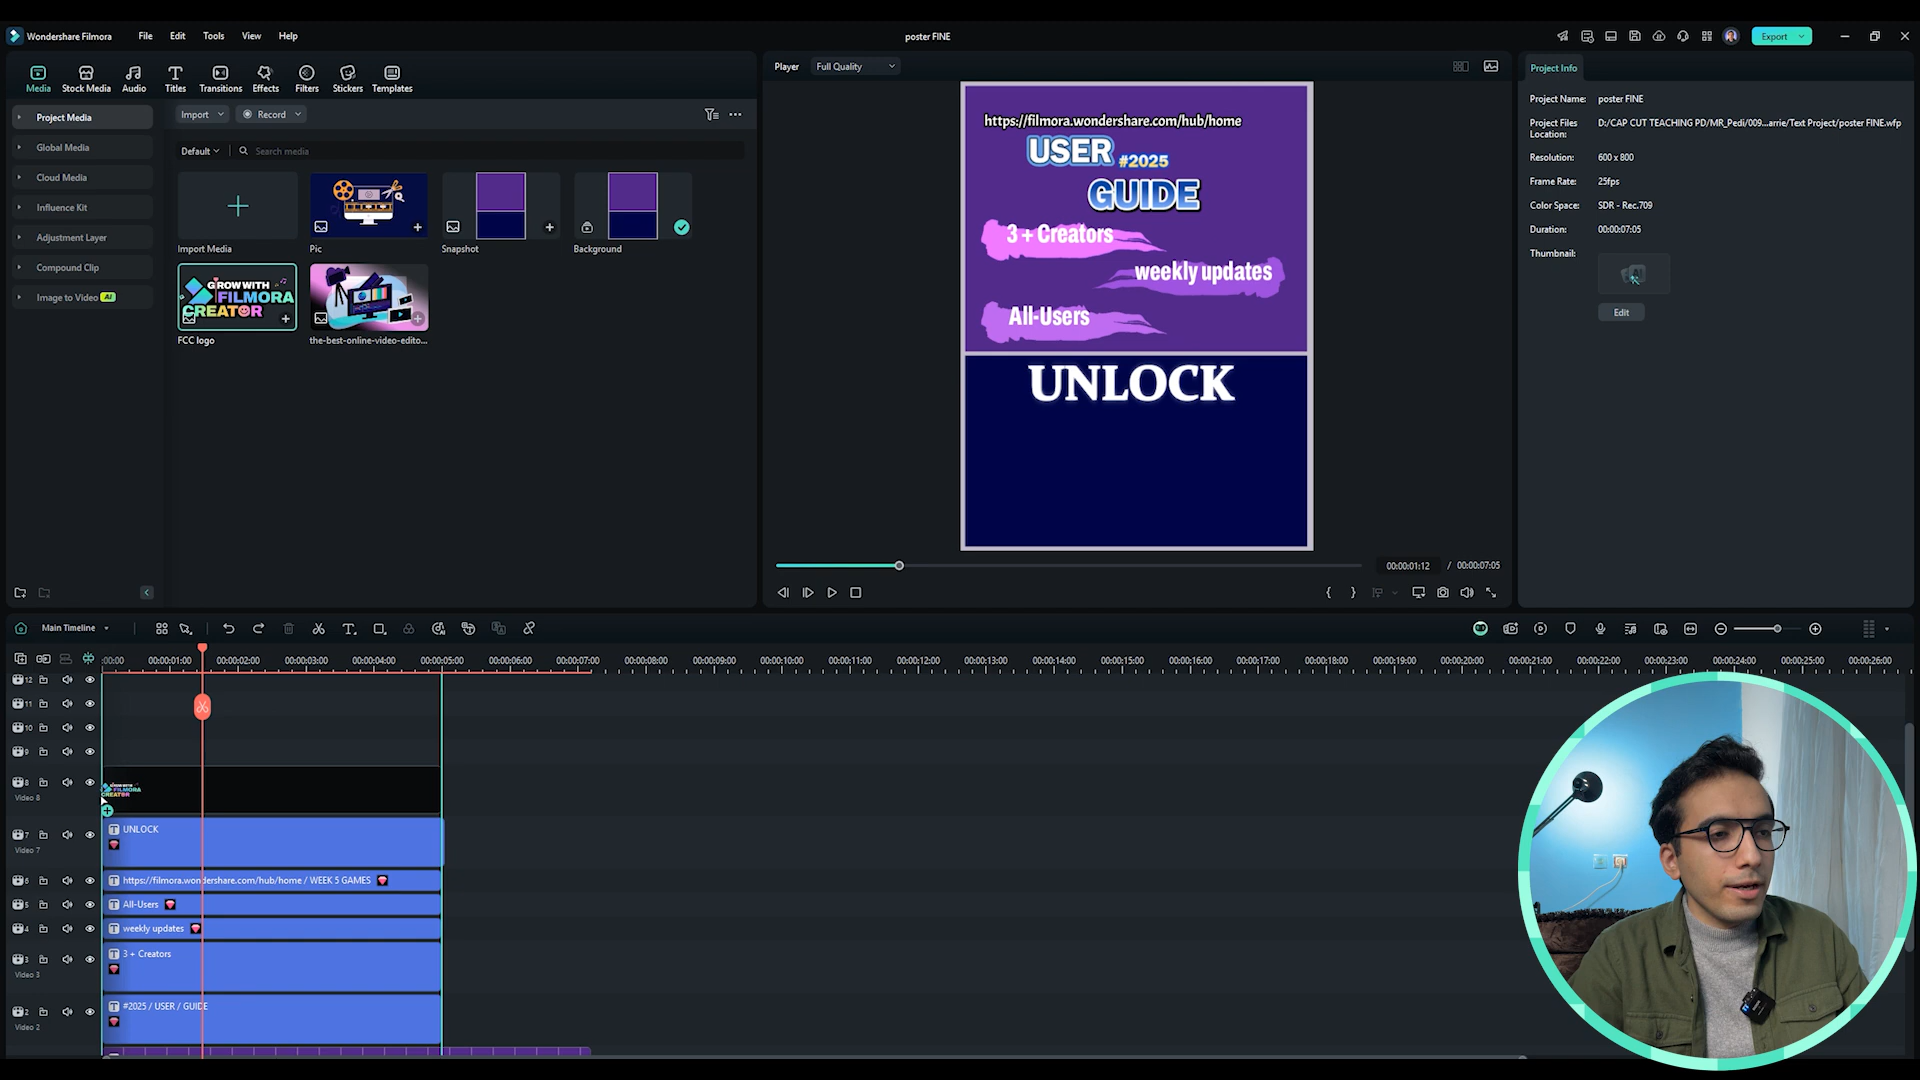 Wondershare Filmora
File
Edit
Tools
View
Help
poster FINE
Export
Media
Stock Media
Audio
Titles
Transitions
Effects
Filters
Stickers
Templates
Player
Full Quality
Project Info
Project Media
Global Media
Cloud Media
Influence Kit
Adjustment Layer
Compound Clip
Image to Video
AI
Import
Record
Default
Search media
Import Media
Pic
Snapshot
Background
GROW WITH
FILMORA
CREATOR
FCC logo
the-best-online-video-edito...
https://filmora.wondershare.com/hub/home
USER #2025
GUIDE
3 + Creators
weekly updates
All-Users
UNLOCK
00:00:01:12 / 00:00:07:05
Project Name: poster FINE
Project Files Location: D:/CAP CUT TEACHING PD/MR_Pedi/009...arrie/Text Project/poster FINE.wfp
Resolution: 600 x 800
Frame Rate: 25fps
Color Space: SDR - Rec.709
Duration: 00:00:07:05
Thumbnail:
Edit
Main Timeline
:00:00 00:00:01:00 00:00:02:00 00:00:03:00 00:00:04:00 00:00:05:00 00:00:06:00 00:00:07:00 00:00:08:00 00:00:09:00 00:00:10:00 00:00:11:00 00:00:12:00 00:00:13:00 00:00:14:00 00:00:15:00 00:00:16:00 00:00:17:00 00:00:18:00 00:00:19:00 00:00:20:00 00:00:21:00 00:00:22:00 00:00:23:00 00:00:24:00 00:00:25:00 00:00:26:00
12
11
10
9
8
Video 8
FILMORA
CREATOR
7
Video 7
UNLOCK
6
https://filmora.wondershare.com/hub/home / WEEK 5 GAMES
5
All-Users
4
weekly updates
3
Video 3
3 + Creators
2
Video 2
#2025 / USER / GUIDE